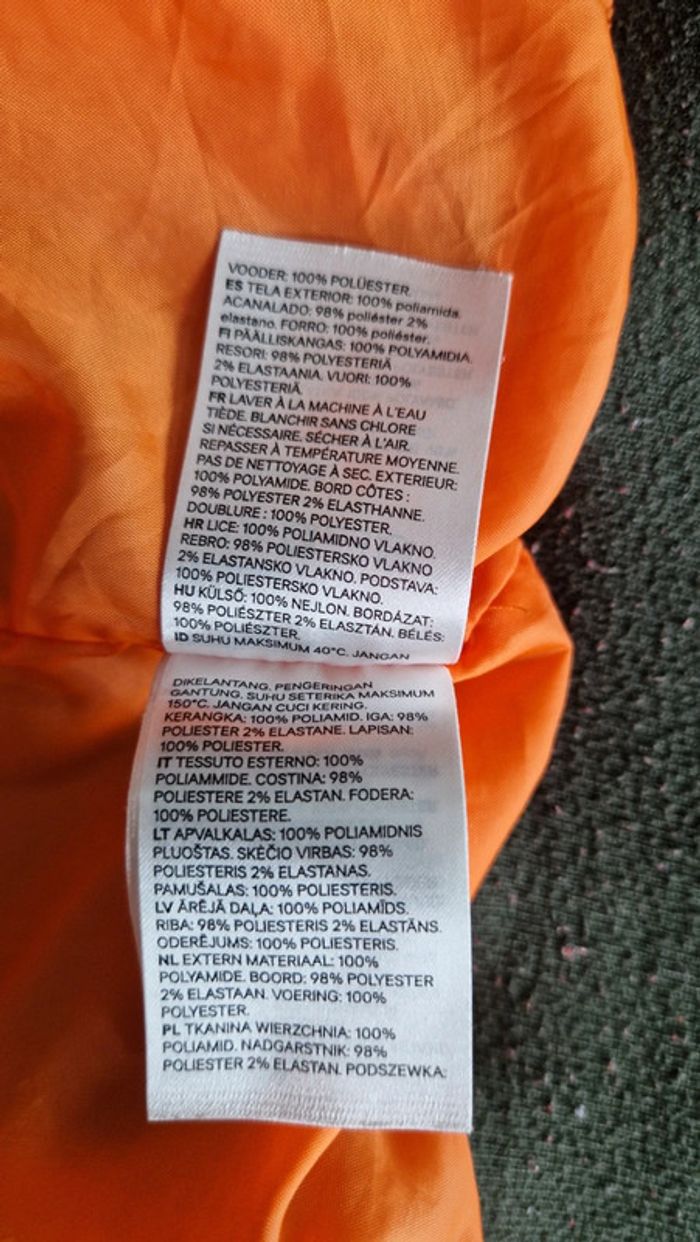 VOODER: 100% POLÜESTER.
ES TELA EXTERIOR: 100% poliamida.
ACANALADO: 98% poliéster 2%
elastano. FORRO: 100% poliéster.
FI PÄÄLLISKANGAS: 100% POLYAMIDIA.
RESORI: 98% POLYESTERIÄ
2% ELASTAANIA. VUORI: 100%
POLYESTERIÄ.
FR LAVER À LA MACHINE À L'EAU
TIÈDE. BLANCHIR SANS CHLORE
SI NÉCESSAIRE. SÉCHER À L'AIR.
REPASSER À TEMPÉRATURE MOYENNE.
PAS DE NETTOYAGE À SEC. EXTERIEUR:
100% POLYAMIDE. BORD CÔTES :
98% POLYESTER 2% ELASTHANNE.
DOUBLURE : 100% POLYESTER.
HR LICE: 100% POLIAMIDNO VLAKNO.
REBRO: 98% POLIESTERSKO VLAKNO
2% ELASTANSKO VLAKNO. PODSTAVA:
100% POLIESTERSKO VLAKNO.
HU KÜLSŐ: 100% NEJLON. BORDÁZAT:
98% POLIÉSZTER 2% ELASZTÁN. BÉLÉS:
100% POLIÉSZTER.
ID SUHU MAKSIMUM 40°C. JANGAN
DIKELANTANG. PENGERINGAN
GANTUNG. SUHU SETERIKA MAKSIMUM
150°C. JANGAN CUCI KERING.
KERANGKA: 100% POLIAMID. IGA: 98%
POLIESTER 2% ELASTANE. LAPISAN:
100% POLIESTER.
IT TESSUTO ESTERNO: 100%
POLIAMMIDE. COSTINA: 98%
POLIESTERE 2% ELASTAN. FODERA:
100% POLIESTERE.
LT APVALKALAS: 100% POLIAMIDNIS
PLUOŠTAS. SKĖČIO VIRBAS: 98%
POLIESTERIS 2% ELASTANAS.
PAMUŠALAS: 100% POLIESTERIS.
LV ĀRĒJĀ DAĻA: 100% POLIAMĪDS.
RIBA: 98% POLIESTERIS 2% ELASTĀNS.
ODERĒJUMS: 100% POLIESTERIS.
NL EXTERN MATERIAAL: 100%
POLYAMIDE. BOORD: 98% POLYESTER
2% ELASTAAN. VOERING: 100%
POLYESTER.
PL TKANINA WIERZCHNIA: 100%
POLIAMID. NADGARSTNIK: 98%
POLIESTER 2% ELASTAN. PODSZEWKA: